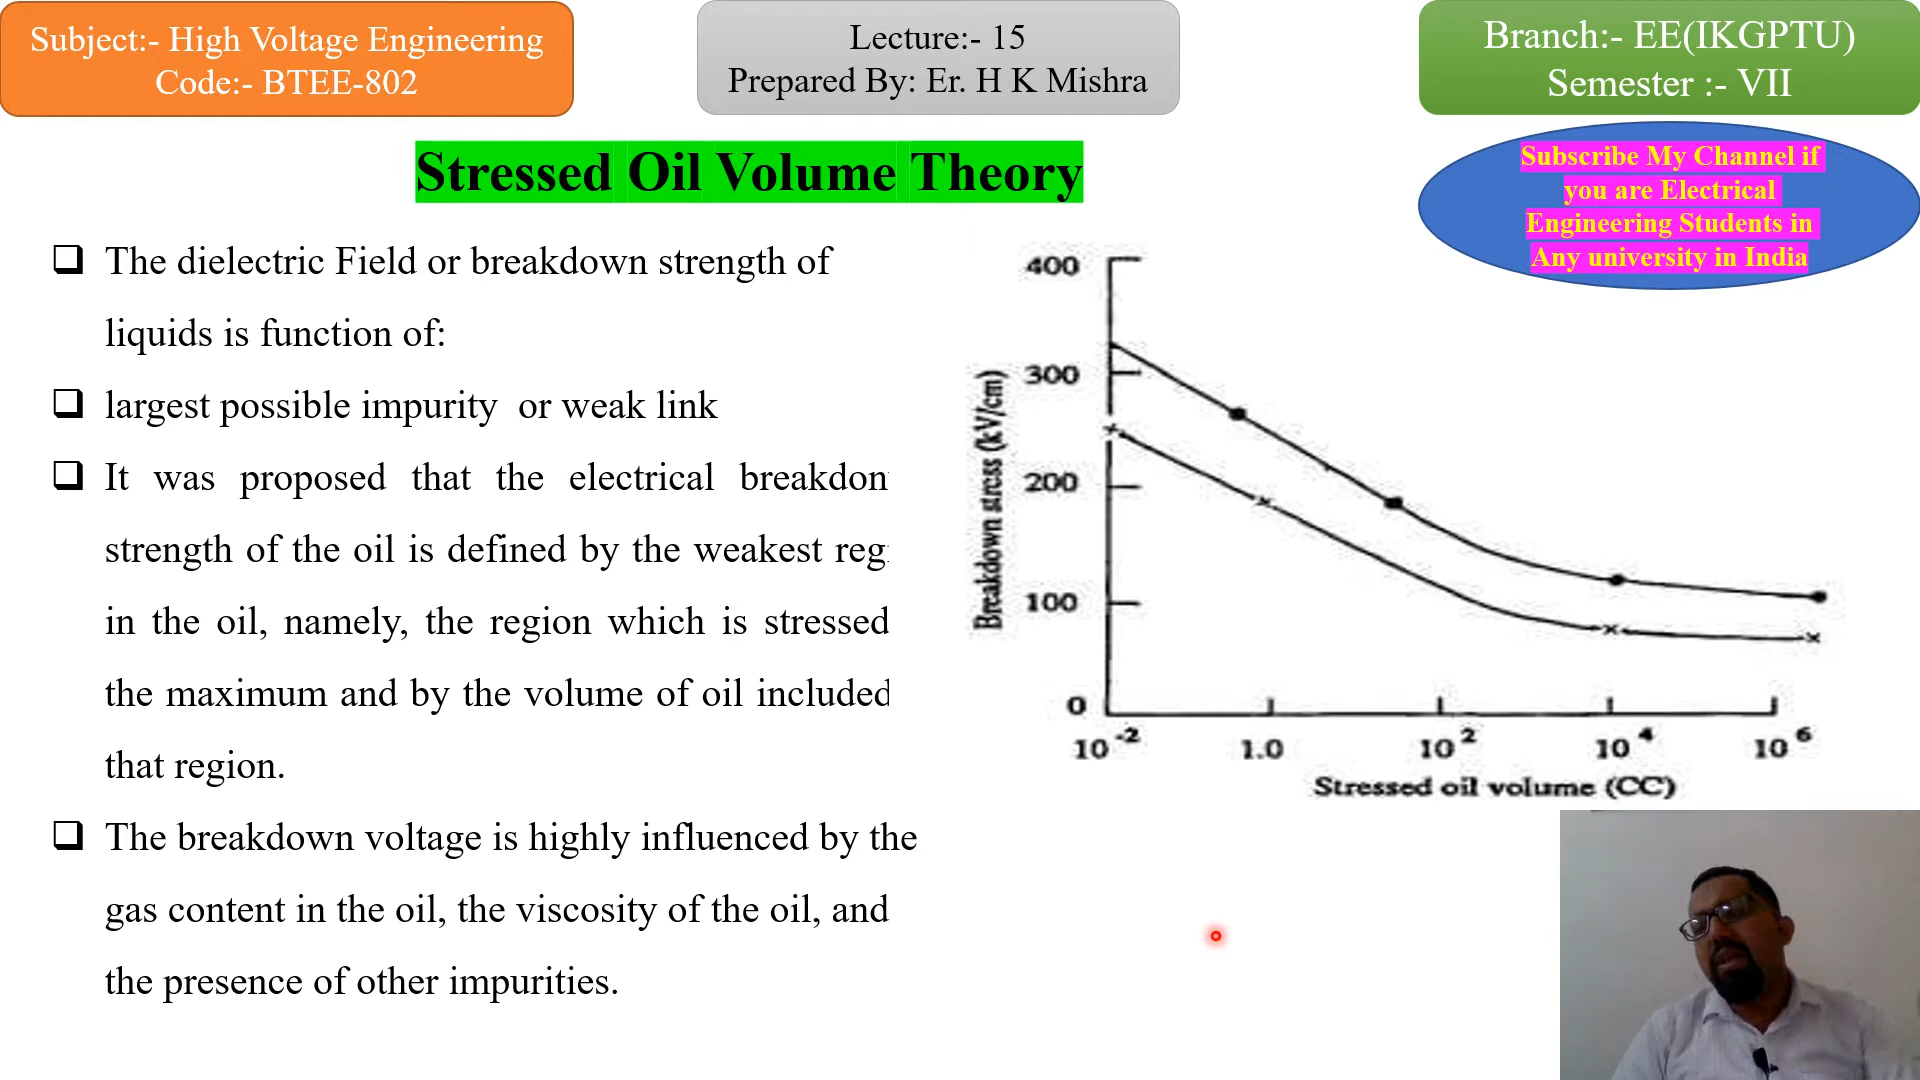 Subject:- High Voltage Engineering
Code:- BTEE-802
Lecture:- 15
Prepared By: Er. H K Mishra
Branch:- EE(IKGPTU)
Semester :- VII
Subscribe My Channel if
you are Electrical
Engineering Students in
Any university in India
Stressed Oil Volume Theory
❑ The dielectric Field or breakdown strength of
liquids is function of:
❑ largest possible impurity or weak link
❑ It was proposed that the electrical breakdon
strength of the oil is defined by the weakest reg
in the oil, namely, the region which is stressed
the maximum and by the volume of oil included
that region.
❑ The breakdown voltage is highly influenced by the
gas content in the oil, the viscosity of the oil, and
the presence of other impurities.
400
300
200
100
0
Breakdown stress (kV/cm)
10⁻² 1.0 10² 10⁴ 10⁶
Stressed oil volume (CC)